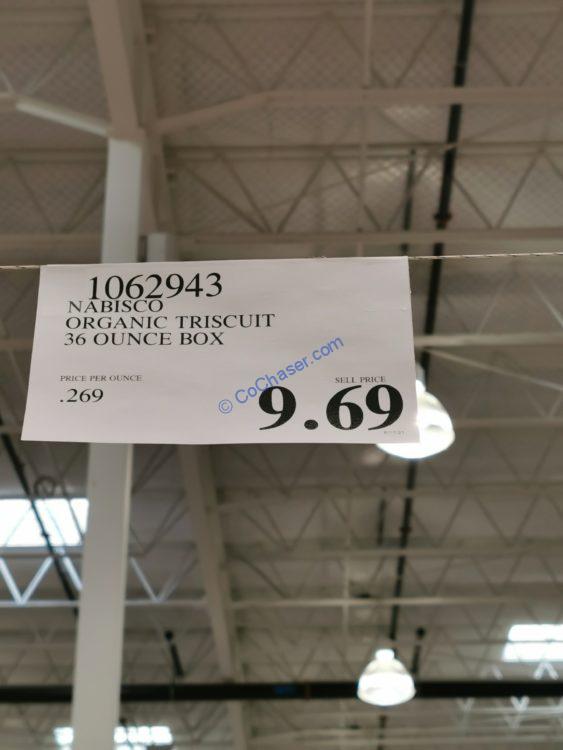 1062943
NABISCO
ORGANIC TRISCUIT
36 OUNCE BOX
PRICE PER OUNCE
.269
SELL PRICE
9.69
© CoChaser.com